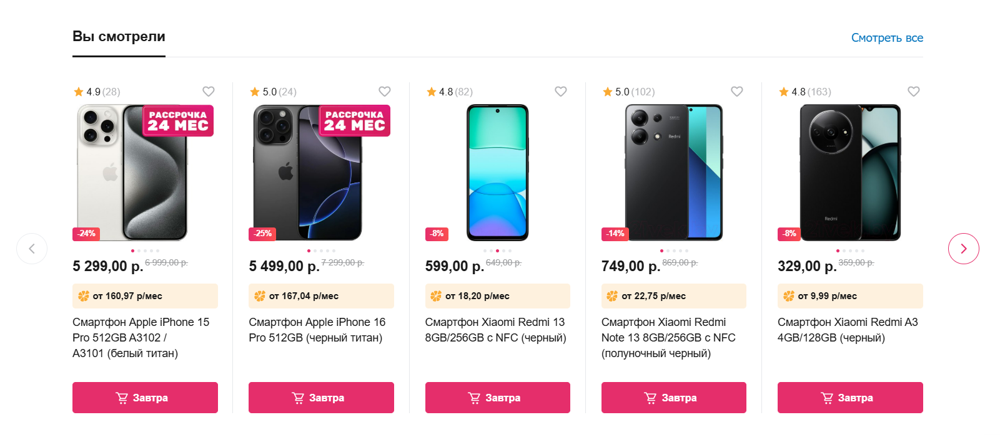 Вы смотрели
Смотреть все
4.9 (28)
РАССРОЧКА
24 МЕС
-24%
5 299,00 р. 6 999,00 р.
от 160,97 р/мес
Смартфон Apple iPhone 15
Pro 512GB A3102 /
A3101 (белый титан)
Завтра
5.0 (24)
РАССРОЧКА
24 МЕС
-25%
5 499,00 р. 7 299,00 р.
от 167,04 р/мес
Смартфон Apple iPhone 16
Pro 512GB (черный титан)
Завтра
4.8 (82)
-8%
599,00 р. 649,00 р.
от 18,20 р/мес
Смартфон Xiaomi Redmi 13
8GB/256GB с NFC (черный)
Завтра
5.0 (102)
Redmi
-14%
749,00 р. 869,00 р.
от 22,75 р/мес
Смартфон Xiaomi Redmi
Note 13 8GB/256GB с NFC
(полуночный черный)
Завтра
4.8 (163)
Redmi
-8%
329,00 р. 359,00 р.
от 9,99 р/мес
Смартфон Xiaomi Redmi A3
4GB/128GB (черный)
Завтра